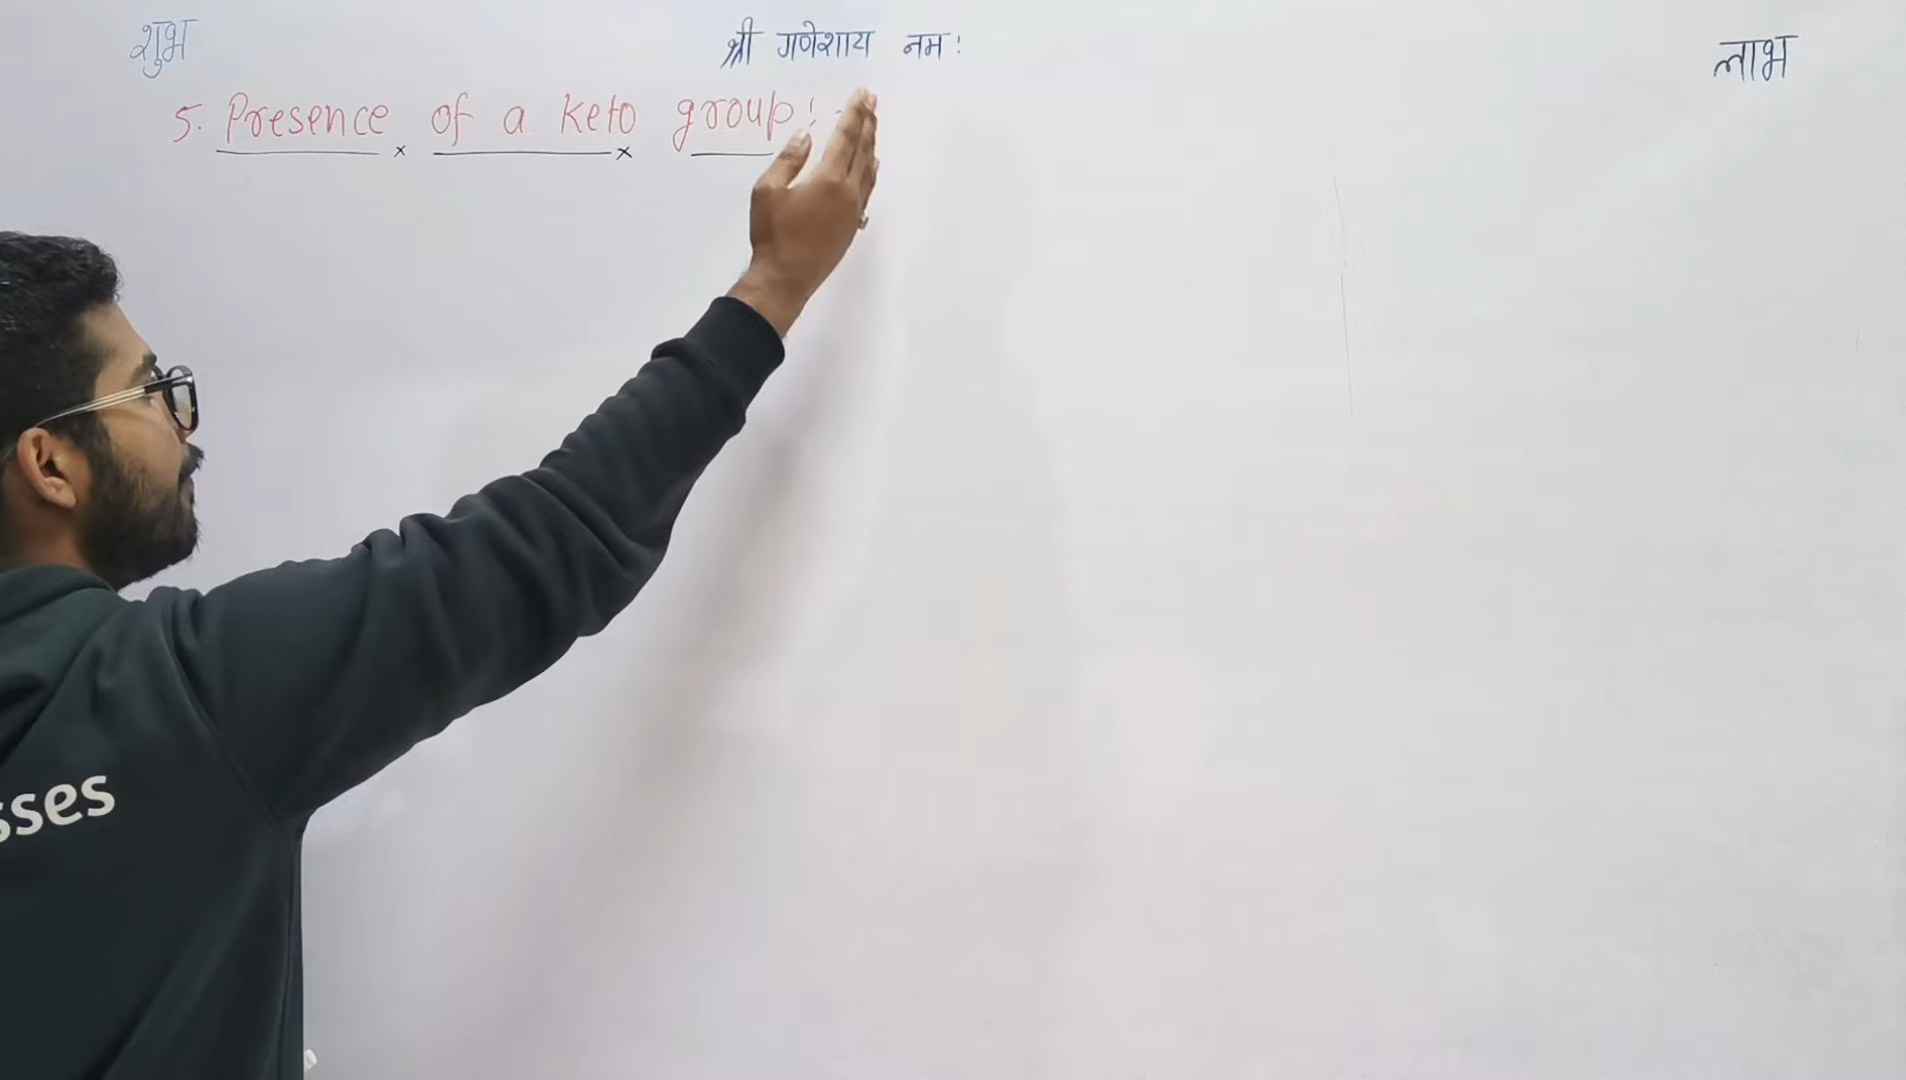 शुभ श्री गणेशाय नमः लाभ
5. Presence of a keto group:-
sses